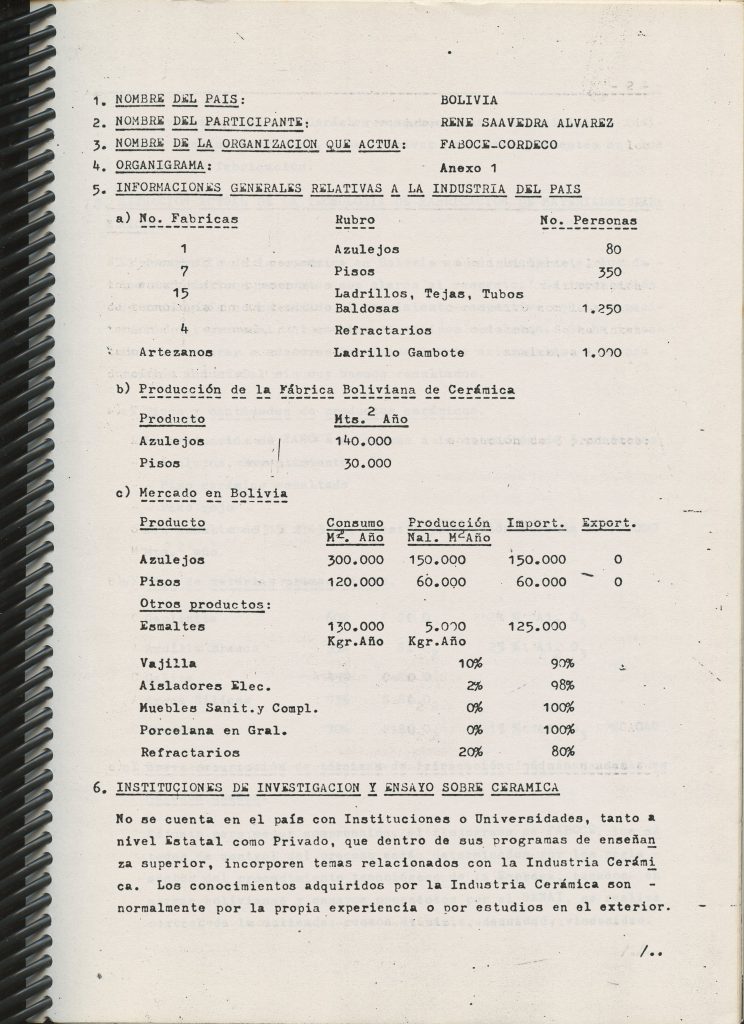 1. NOMBRE DEL PAIS: BOLIVIA
2. NOMBRE DEL PARTICIPANTE: RENE SAAVEDRA ALVAREZ
3. NOMBRE DE LA ORGANIZACION QUE ACTUA: FABOCE-CORDECO
4. ORGANIGRAMA: Anexo 1
5. INFORMACIONES GENERALES RELATIVAS A LA INDUSTRIA DEL PAIS
a) No. Fabricas Rubro No. Personas
1 Azulejos 80
7 Pisos 350
15 Ladrillos, Tejas, Tubos
Baldosas 1.250
4 Refractarios
Artezanos Ladrillo Gambote 1.000
b) Producción de la Fábrica Boliviana de Cerámica
Producto Mts.2 Año
Azulejos 140.000
Pisos 30.000
c) Mercado en Bolivia
Producto Consumo Producción Import. Export.
M2. Año Nal. M2Año
Azulejos 300.000 150.000 150.000 0
Pisos 120.000 60.000 60.000 0
Otros productos:
Esmaltes 130.000 5.000 125.000
Kgr.Año Kgr.Año
Vajilla 10% 90%
Aisladores Elec. 2% 98%
Muebles Sanit.y Compl. 0% 100%
Porcelana en Gral. 0% 100%
Refractarios 20% 80%
6. INSTITUCIONES DE INVESTIGACION Y ENSAYO SOBRE CERAMICA
No se cuenta en el país con Instituciones o Universidades, tanto a
nivel Estatal como Privado, que dentro de sus programas de enseñan
za superior, incorporen temas relacionados con la Industria Cerámi
ca. Los conocimientos adquiridos por la Industria Cerámica son -
normalmente por la propia experiencia o por estudios en el exterior.
/..